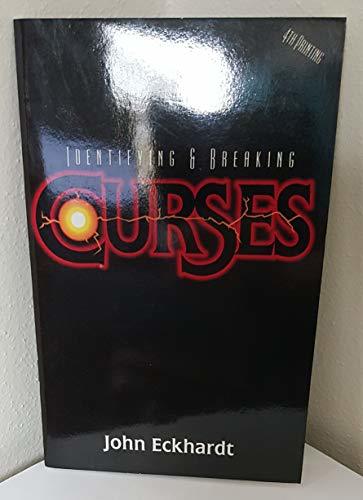 4TH PRINTING
IDENTIFYING & BREAKING
CURSES
John Eckhardt